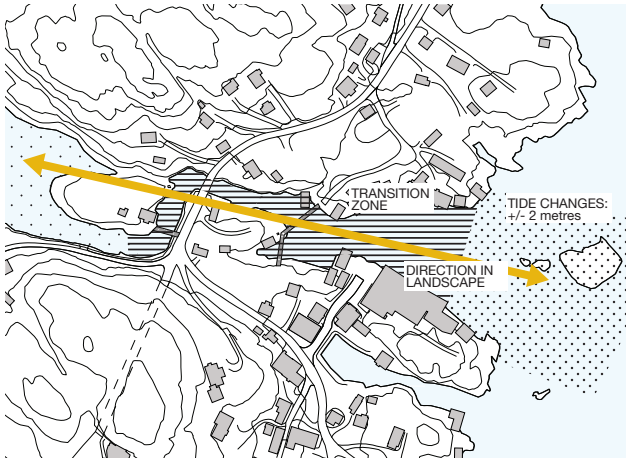 TRANSITION
ZONE
TIDE CHANGES:
+/- 2 metres
DIRECTION IN
LANDSCAPE